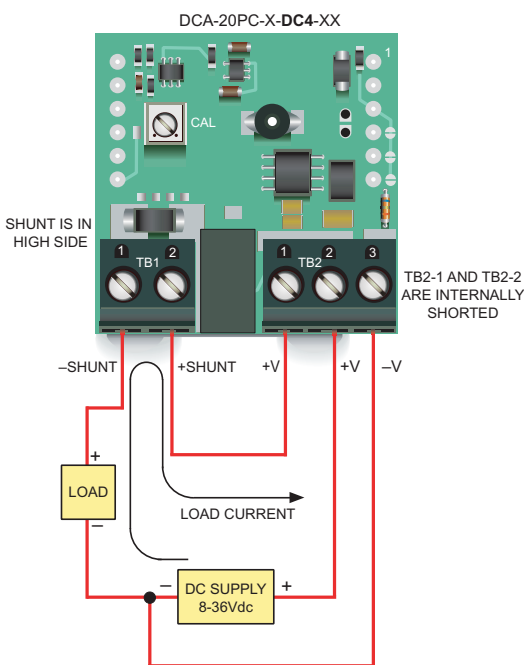 DCA-20PC-X-DC4-XX
1
CAL
SHUNT IS IN
HIGH SIDE
1 2
TB1
1 2 3
TB2
TB2-1 AND TB2-2
ARE INTERNALLY
SHORTED
–SHUNT +SHUNT +V +V –V
+
LOAD
–
LOAD CURRENT
– +
DC SUPPLY
8-36Vdc